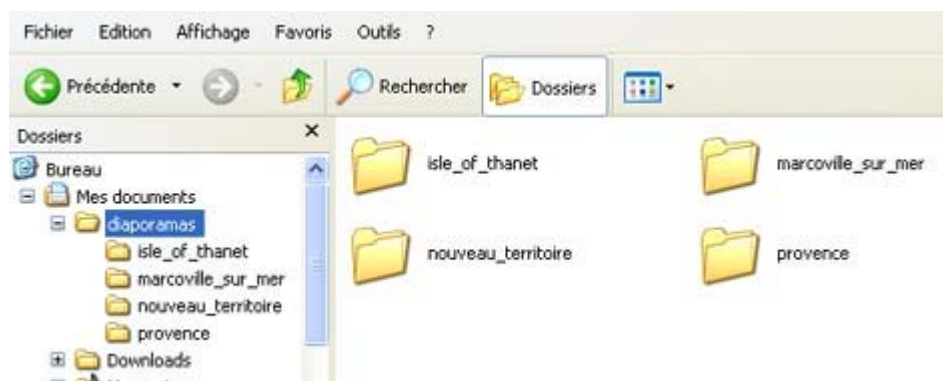 Fichier Edition Affichage Favoris Outils ?
Précédente Rechercher Dossiers
Dossiers
Bureau
Mes documents
diaporamas
isle_of_thanet
marcoville_sur_mer
nouveau_territoire
provence
Downloads
isle_of_thanet marcoville_sur_mer
nouveau_territoire provence